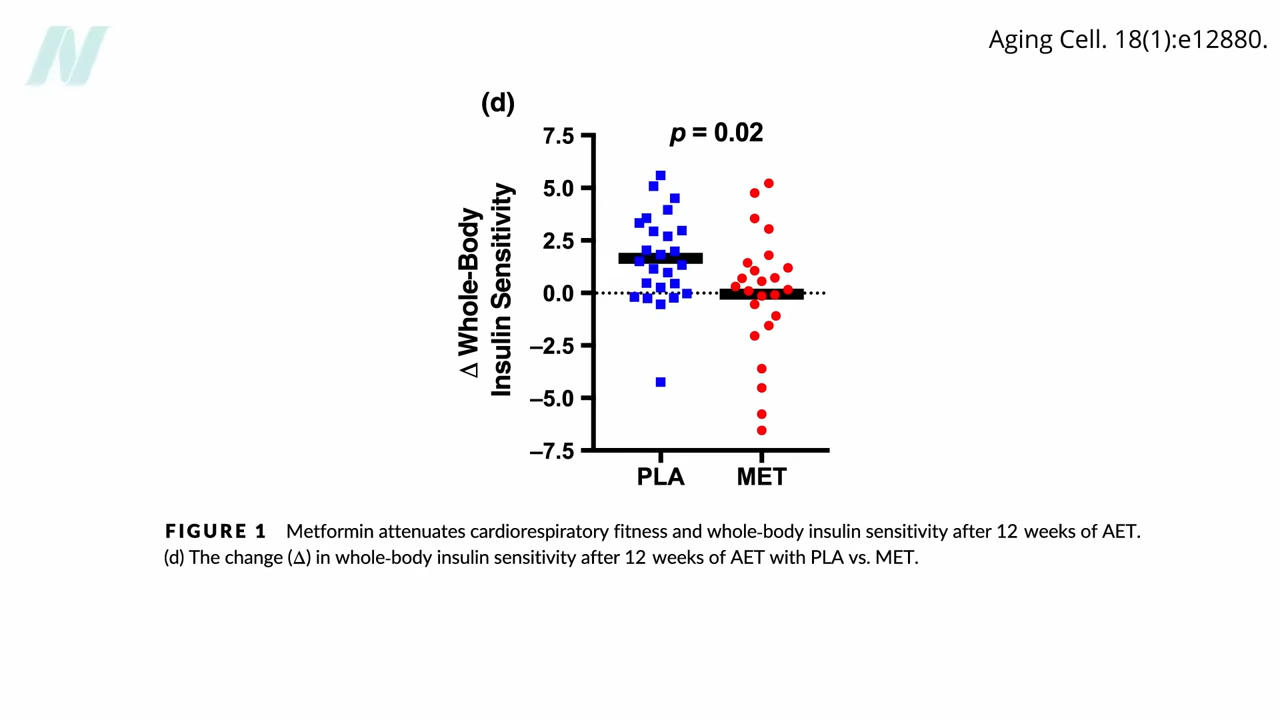 Aging Cell. 18(1):e12880.
(d)
p = 0.02
7.5
5.0
2.5
0.0
–2.5
–5.0
–7.5
Δ Whole-Body
Insulin Sensitivity
PLA MET
FIGURE 1 Metformin attenuates cardiorespiratory fitness and whole-body insulin sensitivity after 12 weeks of AET.
(d) The change (Δ) in whole-body insulin sensitivity after 12 weeks of AET with PLA vs. MET.